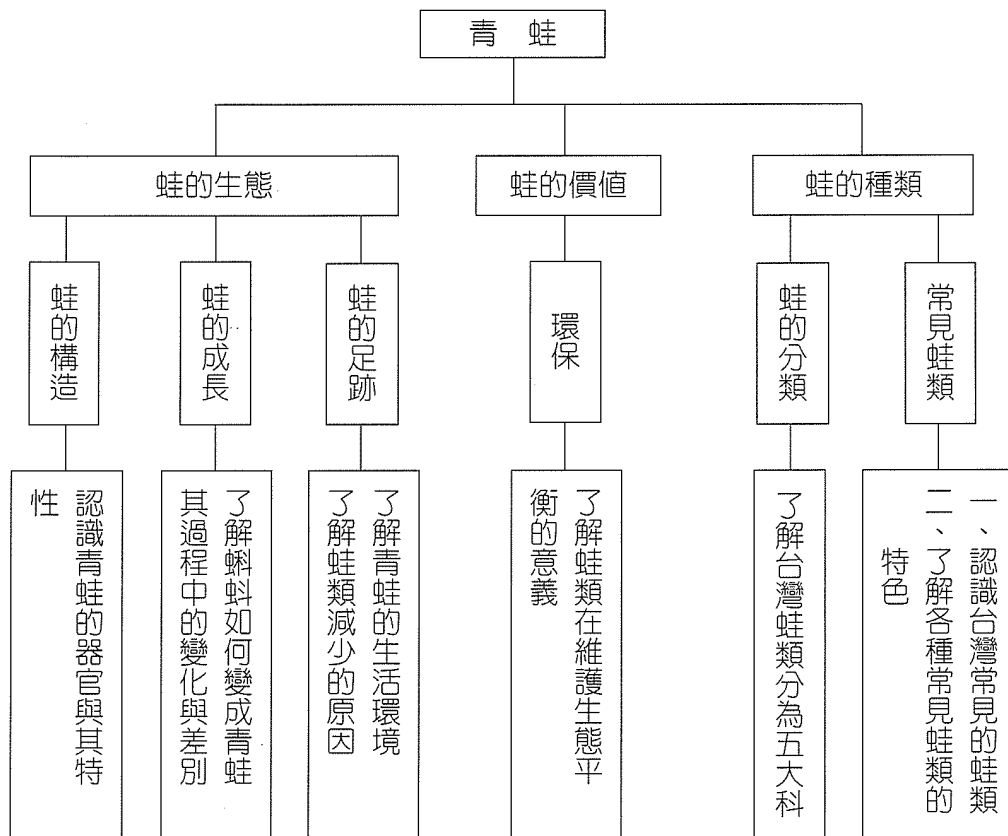 青蛙
蛙的生態
蛙的價值
蛙的種類
蛙的構造
蛙的成長
蛙的足跡
環保
蛙的分類
常見蛙類
認識青蛙的器官與其特
性
了解蝌蚪如何變成青蛙
其過程中的變化與差別
了解青蛙的生活環境
了解蛙類減少的原因
了解蛙類在維護生態平
衡的意義
了解台灣蛙類分為五大科
一、認識台灣常見的蛙類
二、了解各種常見蛙類的
特色